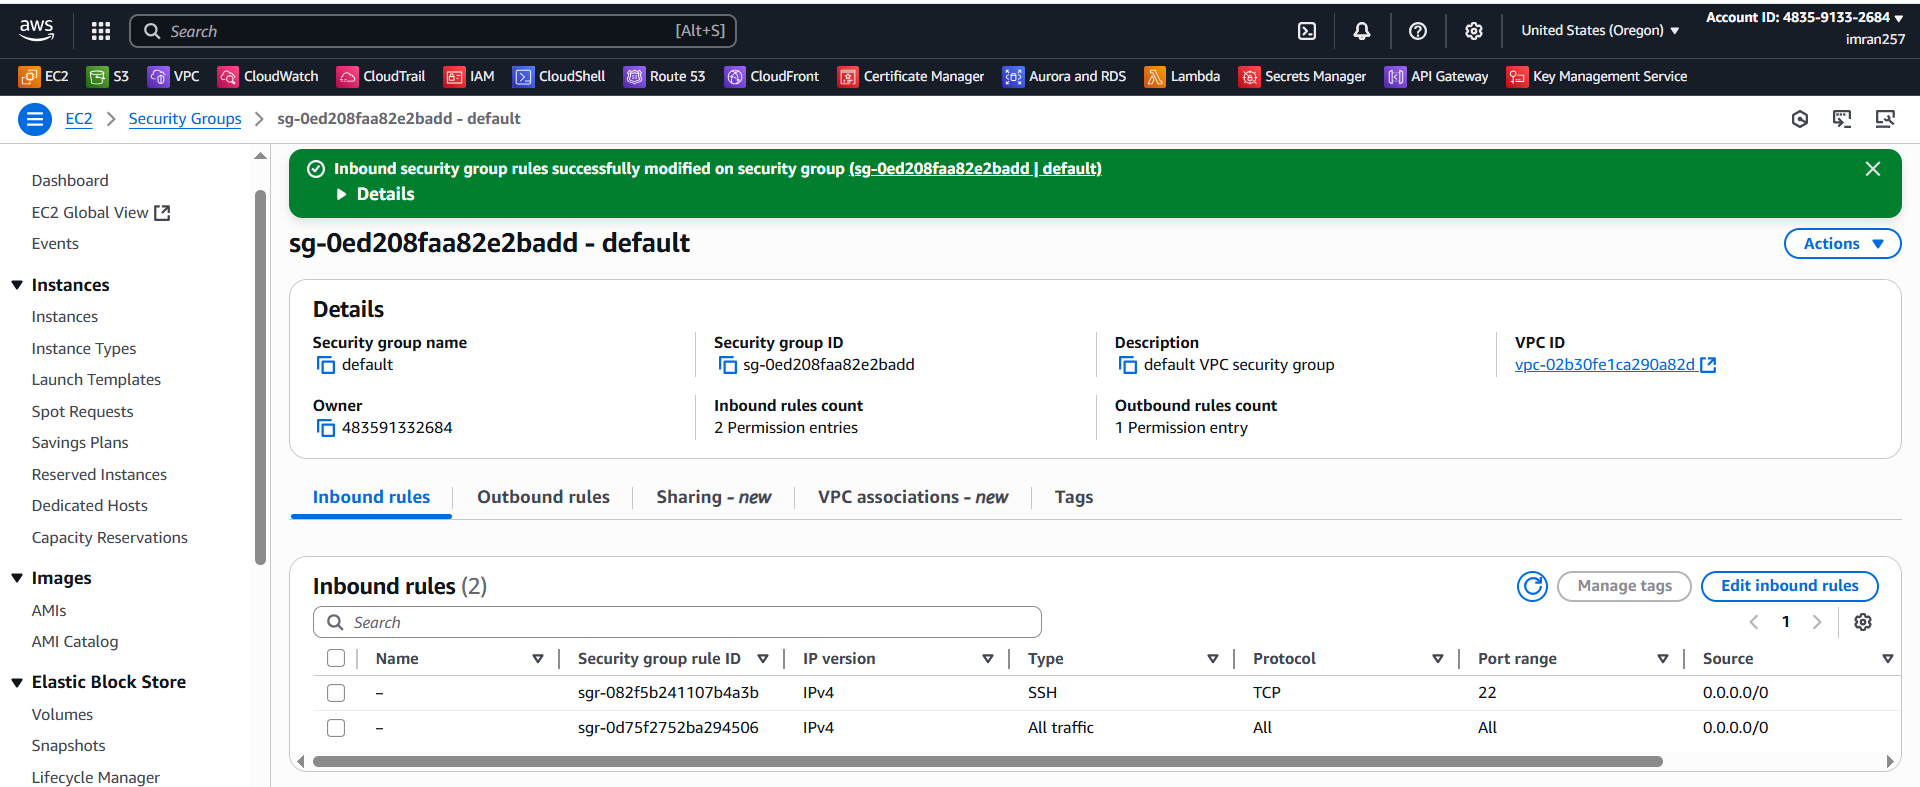 aws
Search [Alt+S]
United States (Oregon)
Account ID: 4835-9133-2684
imran257
EC2 S3 VPC CloudWatch CloudTrail IAM CloudShell Route 53 CloudFront Certificate Manager Aurora and RDS Lambda Secrets Manager API Gateway Key Management Service
EC2 Security Groups sg-0ed208faa82e2badd - default
Dashboard
EC2 Global View
Events
Instances
Instances
Instance Types
Launch Templates
Spot Requests
Savings Plans
Reserved Instances
Dedicated Hosts
Capacity Reservations
Images
AMIs
AMI Catalog
Elastic Block Store
Volumes
Snapshots
Lifecycle Manager
Inbound security group rules successfully modified on security group (sg-0ed208faa82e2badd | default)
Details
sg-0ed208faa82e2badd - default
Actions
Details
Security group name
default
Security group ID
sg-0ed208faa82e2badd
Description
default VPC security group
VPC ID
vpc-02b30fe1ca290a82d
Owner
483591332684
Inbound rules count
2 Permission entries
Outbound rules count
1 Permission entry
Inbound rules Outbound rules Sharing - new VPC associations - new Tags
Inbound rules (2)
Manage tags
Edit inbound rules
Search
1
Name Security group rule ID IP version Type Protocol Port range Source
– sgr-082f5b241107b4a3b IPv4 SSH TCP 22 0.0.0.0/0
– sgr-0d75f2752ba294506 IPv4 All traffic All All 0.0.0.0/0